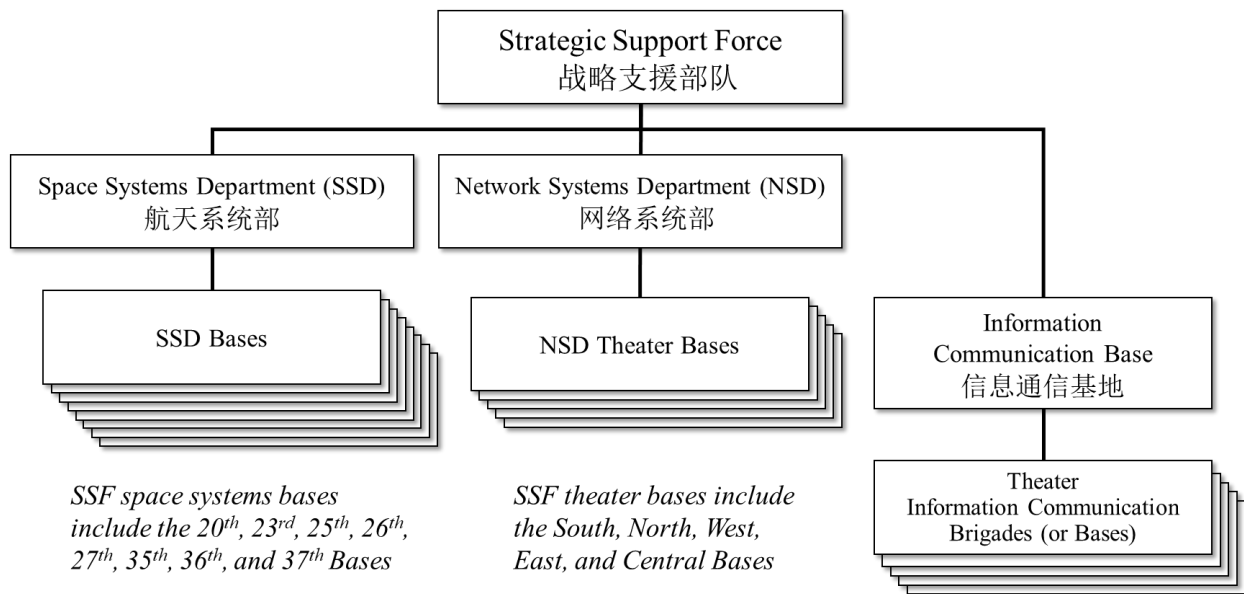 Strategic Support Force
战略支援部队
Space Systems Department (SSD)
航天系统部
Network Systems Department (NSD)
网络系统部
SSD Bases
NSD Theater Bases
Information
Communication Base
信息通信基地
SSF space systems bases
include the 20th, 23rd, 25th, 26th,
27th, 35th, 36th, and 37th Bases
SSF theater bases include
the South, North, West,
East, and Central Bases
Theater
Information Communication
Brigades (or Bases)